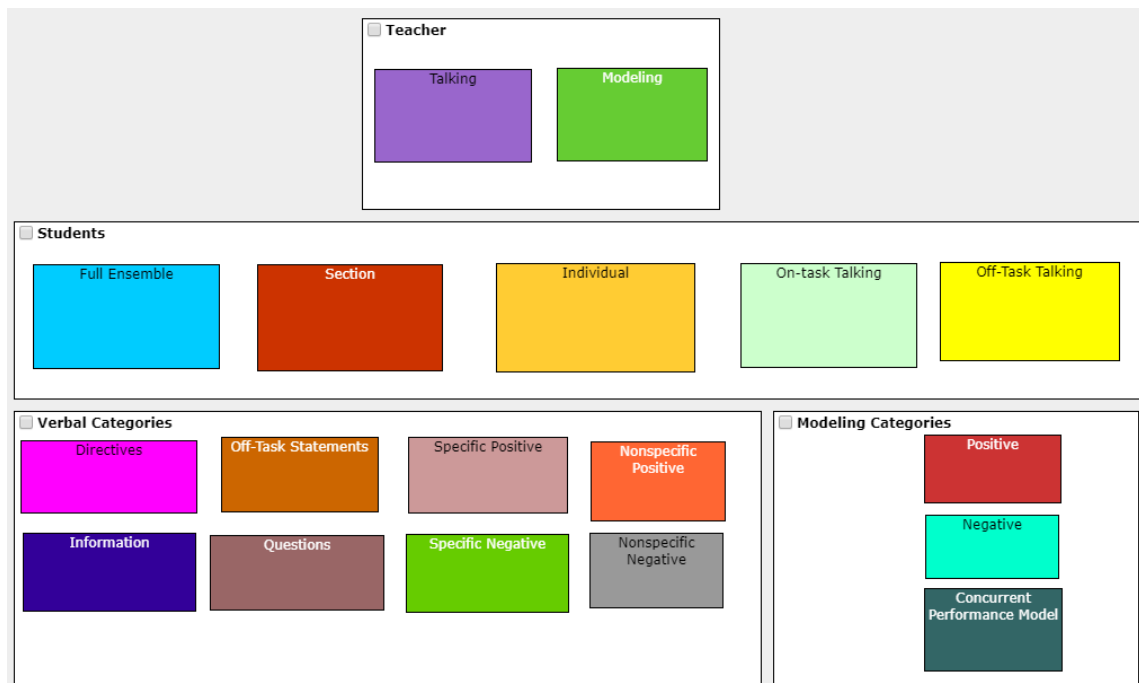 Teacher
Talking
Modeling
Students
Full Ensemble
Section
Individual
On-task Talking
Off-Task Talking
Verbal Categories
Directives
Off-Task Statements
Specific Positive
Nonspecific
Positive
Information
Questions
Specific Negative
Nonspecific
Negative
Modeling Categories
Positive
Negative
Concurrent
Performance Model